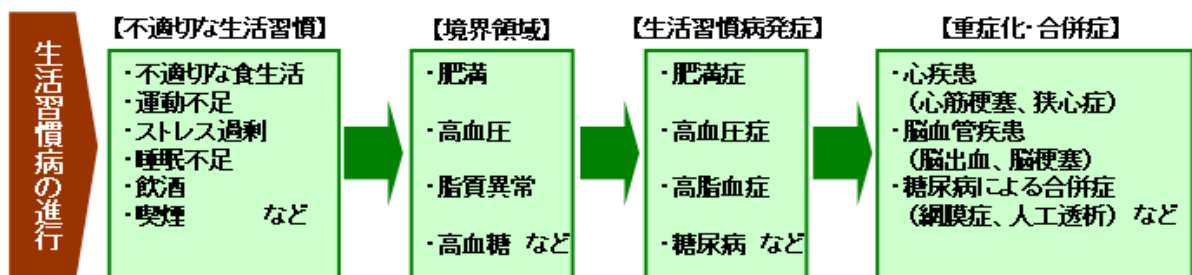 生活習慣病の進行
【不適切な生活習慣】
・不適切な食生活
・運動不足
・ストレス過剰
・睡眠不足
・飲酒
・喫煙 など
【境界領域】
・肥満
・高血圧
・脂質異常
・高血糖 など
【生活習慣病発症】
・肥満症
・高血圧症
・高脂血症
・糖尿病 など
【重症化・合併症】
・心疾患
(心筋梗塞、狭心症)
・脳血管疾患
(脳出血、脳梗塞)
・糖尿病による合併症
(網膜症、人工透析) など